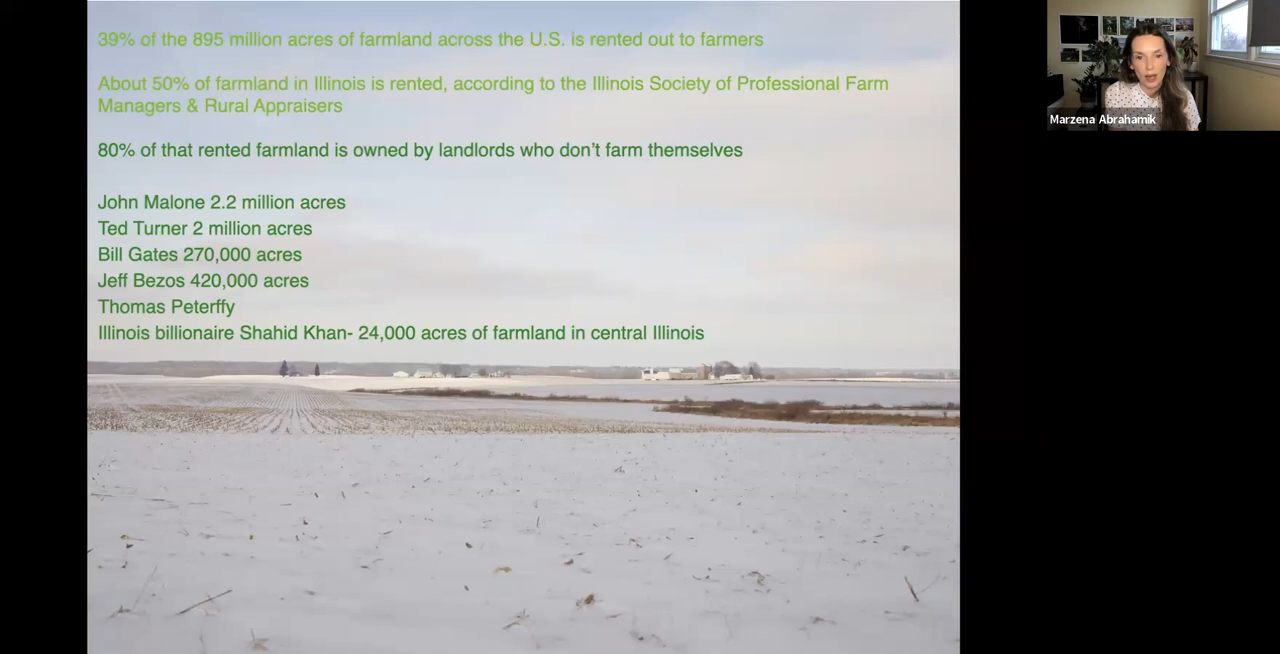 39% of the 895 million acres of farmland across the U.S. is rented out to farmers
About 50% of farmland in Illinois is rented, according to the Illinois Society of Professional Farm
Managers & Rural Appraisers
80% of that rented farmland is owned by landlords who don’t farm themselves
John Malone 2.2 million acres
Ted Turner 2 million acres
Bill Gates 270,000 acres
Jeff Bezos 420,000 acres
Thomas Peterffy
Illinois billionaire Shahid Khan- 24,000 acres of farmland in central Illinois
Marzena Abrahamik